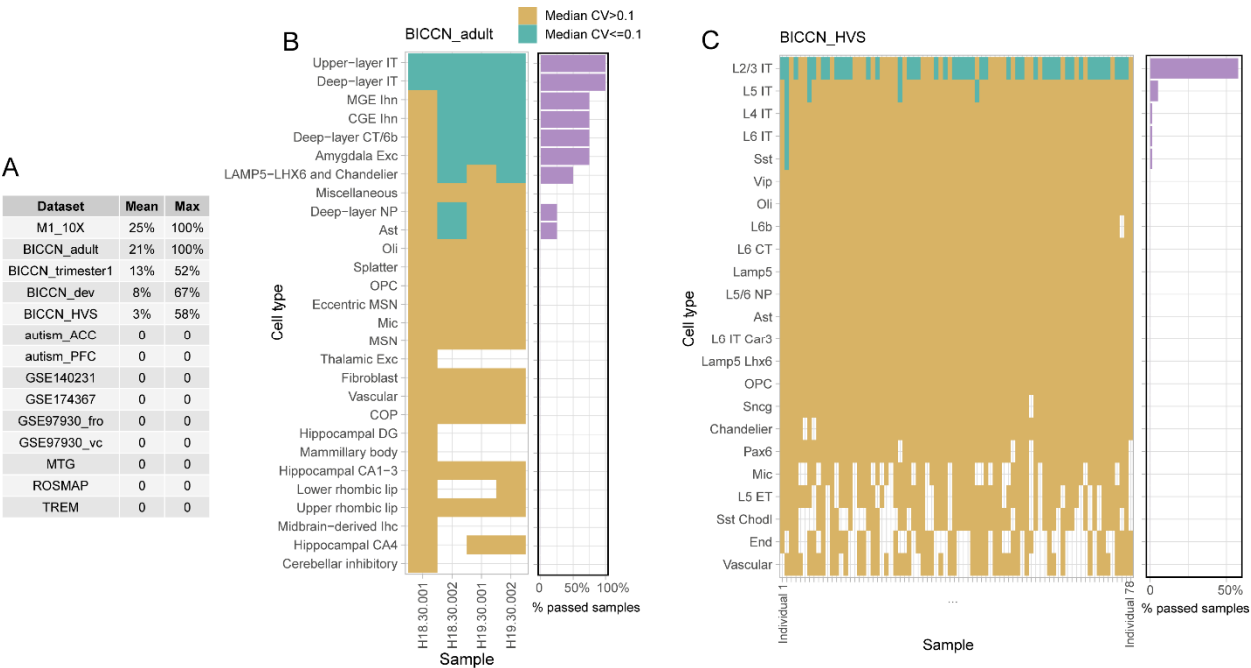 A
Dataset Mean Max
M1_10X 25% 100%
BICCN_adult 21% 100%
BICCN_trimester1 13% 52%
BICCN_dev 8% 67%
BICCN_HVS 3% 58%
autism_ACC 0 0
autism_PFC 0 0
GSE140231 0 0
GSE174367 0 0
GSE97930_fro 0 0
GSE97930_vc 0 0
MTG 0 0
ROSMAP 0 0
TREM 0 0
Median CV>0.1
Median CV<=0.1
B
BICCN_adult
Cell type
Upper−layer IT
Deep−layer IT
MGE Ihn
CGE Ihn
Deep−layer CT/6b
Amygdala Exc
LAMP5−LHX6 and Chandelier
Miscellaneous
Deep−layer NP
Ast
Oli
Splatter
OPC
Eccentric MSN
Mic
MSN
Thalamic Exc
Fibroblast
Vascular
COP
Hippocampal DG
Mammillary body
Hippocampal CA1−3
Lower rhombic lip
Upper rhombic lip
Midbrain−derived Ihc
Hippocampal CA4
Cerebellar inhibitory
H18.30.001
H18.30.002
H19.30.001
H19.30.002
Sample
0 50% 100%
% passed samples
C
BICCN_HVS
Cell type
L2/3 IT
L5 IT
L4 IT
L6 IT
Sst
Vip
Oli
L6b
L6 CT
Lamp5
L5/6 NP
Ast
L6 IT Car3
Lamp5 Lhx6
OPC
Sncg
Chandelier
Pax6
Mic
L5 ET
Sst Chodl
End
Vascular
Individual 1
...
Individual 78
Sample
0 50%
% passed samples